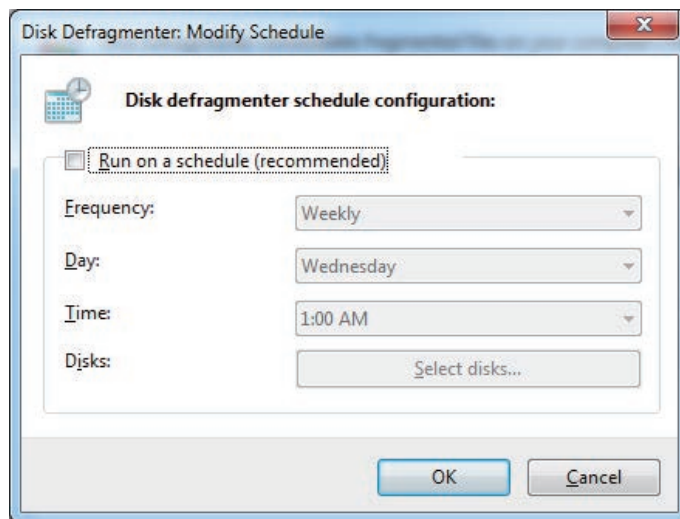 Disk Defragmenter: Modify Schedule
Disk defragmenter schedule configuration:
Run on a schedule (recommended)
Frequency: Weekly
Day: Wednesday
Time: 1:00 AM
Disks: Select disks...
OK Cancel